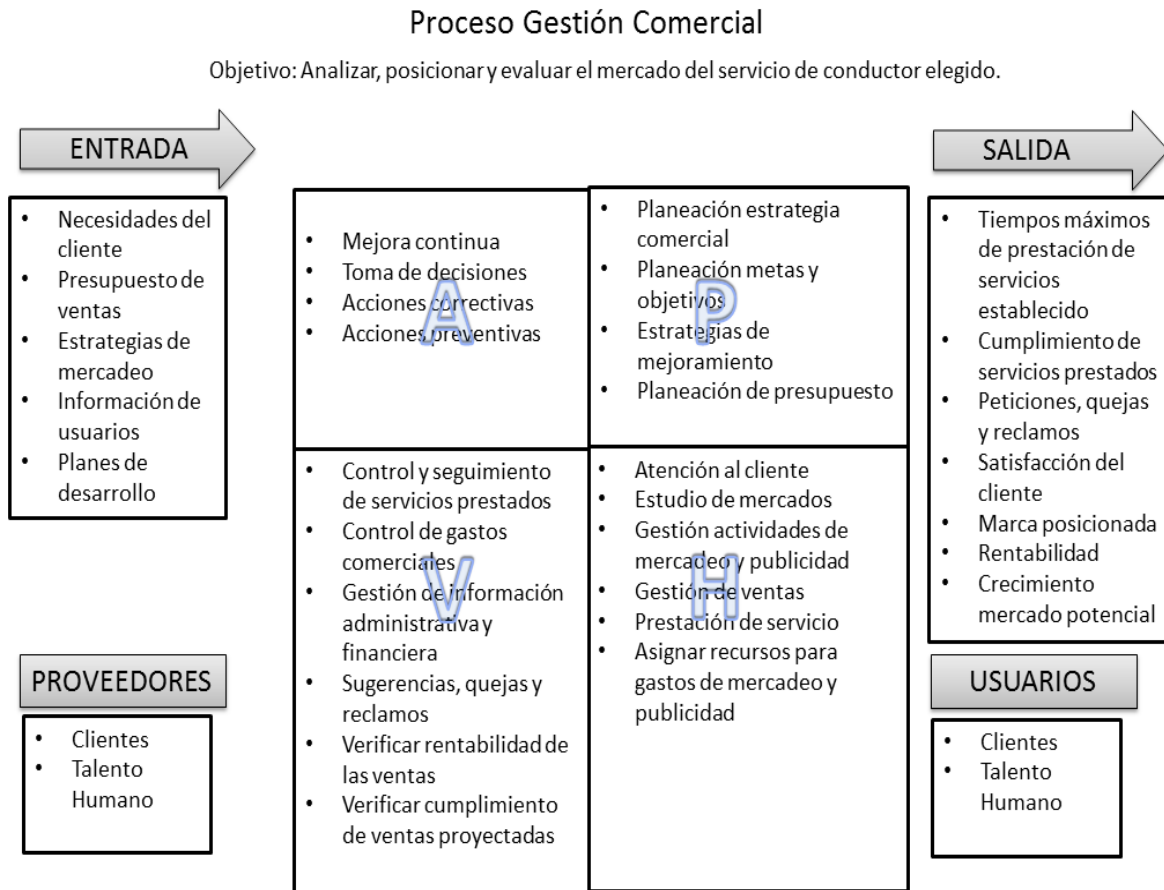 Proceso Gestión Comercial
Objetivo: Analizar, posicionar y evaluar el mercado del servicio de conductor elegido.
ENTRADA
• Necesidades del
cliente
• Presupuesto de
ventas
• Estrategias de
mercadeo
• Información de
usuarios
• Planes de
desarrollo
PROVEEDORES
• Clientes
• Talento
Humano
• Mejora continua
• Toma de decisiones
• Acciones correctivas
• Acciones preventivas
A
• Planeación estrategia
comercial
• Planeación metas y
objetivos
• Estrategias de
mejoramiento
• Planeación de presupuesto
P
• Control y seguimiento
de servicios prestados
• Control de gastos
comerciales
• Gestión de información
administrativa y
financiera
• Sugerencias, quejas y
reclamos
• Verificar rentabilidad de
las ventas
• Verificar cumplimiento
de ventas proyectadas
V
• Atención al cliente
• Estudio de mercados
• Gestión actividades de
mercadeo y publicidad
• Gestión de ventas
• Prestación de servicio
• Asignar recursos para
gastos de mercadeo y
publicidad
H
SALIDA
• Tiempos máximos
de prestación de
servicios
establecido
• Cumplimiento de
servicios prestados
• Peticiones, quejas
y reclamos
• Satisfacción del
cliente
• Marca posicionada
• Rentabilidad
• Crecimiento
mercado potencial
USUARIOS
• Clientes
• Talento
Humano